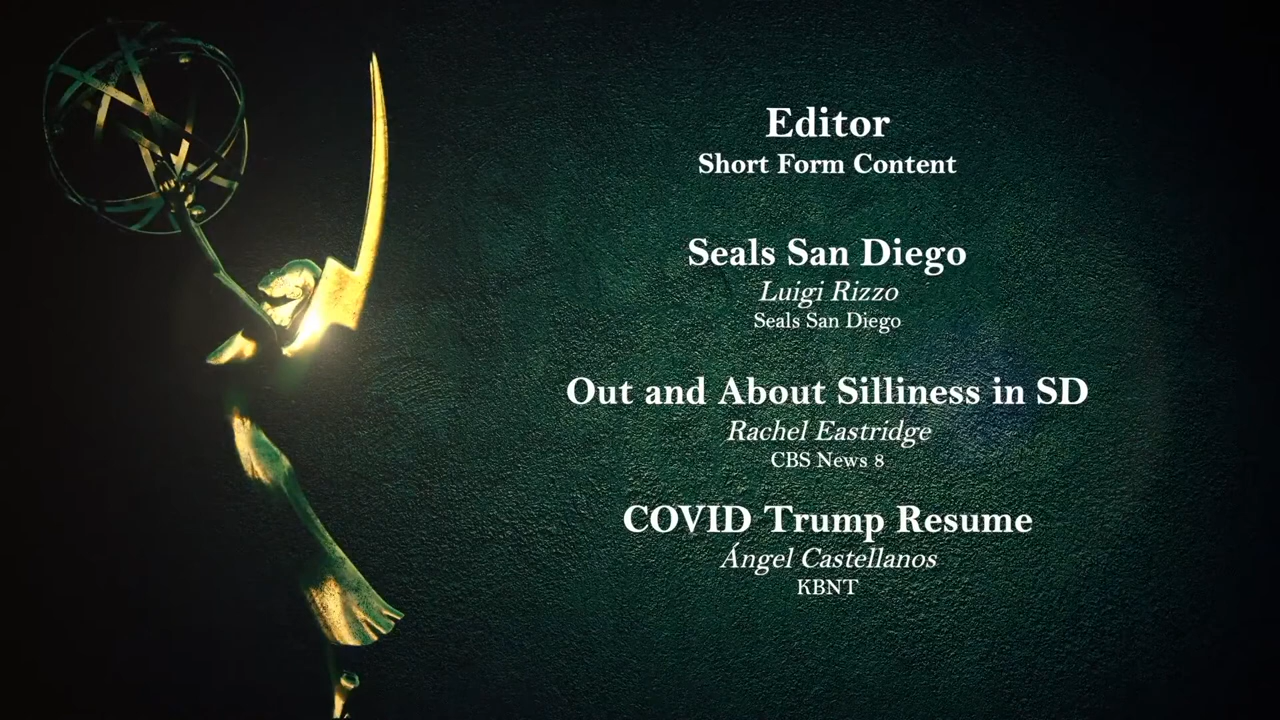 Editor
Short Form Content
Seals San Diego
Luigi Rizzo
Seals San Diego
Out and About Silliness in SD
Rachel Eastridge
CBS News 8
COVID Trump Resume
Ángel Castellanos
KBNT